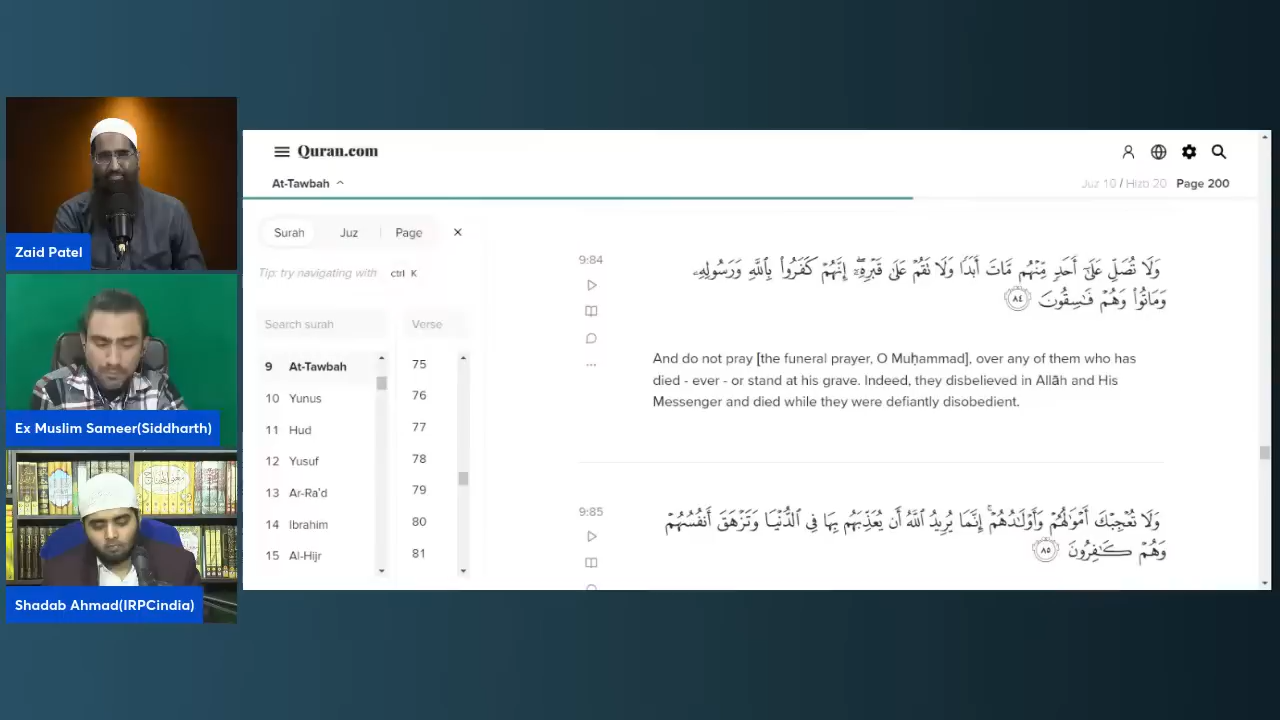 Zaid Patel
Ex Muslim Sameer(Siddharth)
Shadab Ahmad(IRPCindia)
Quran.com
At-Tawbah
Juz 10 / Hizb 20 Page 200
Surah Juz Page
Tip: try navigating with ctrl K
Search surah Verse
9 At-Tawbah 75
10 Yunus 76
11 Hud 77
12 Yusuf 78
13 Ar-Ra'd 79
14 Ibrahim 80
15 Al-Hijr 81
9:84
وَلَا تُصَلِّ عَلَىٰٓ أَحَدٍ مِّنْهُم مَّاتَ أَبَدًا وَلَا تَقُمْ عَلَىٰ قَبْرِهِۦٓ ۖ إِنَّهُمْ كَفَرُوا۟ بِٱللَّهِ وَرَسُولِهِۦ
وَمَاتُوا۟ وَهُمْ فَـٰسِقُونَ ٨٤
And do not pray [the funeral prayer, O Muḥammad], over any of them who has
died - ever - or stand at his grave. Indeed, they disbelieved in Allāh and His
Messenger and died while they were defiantly disobedient.
9:85
وَلَا تُعْجِبْكَ أَمْوَٰلُهُمْ وَأَوْلَـٰدُهُمْ ۚ إِنَّمَا يُرِيدُ ٱللَّهُ أَن يُعَذِّبَهُم بِهَا فِى ٱلدُّنْيَا وَتَزْهَقَ أَنفُسُهُمْ
وَهُمْ كَـٰفِرُونَ ٨٥